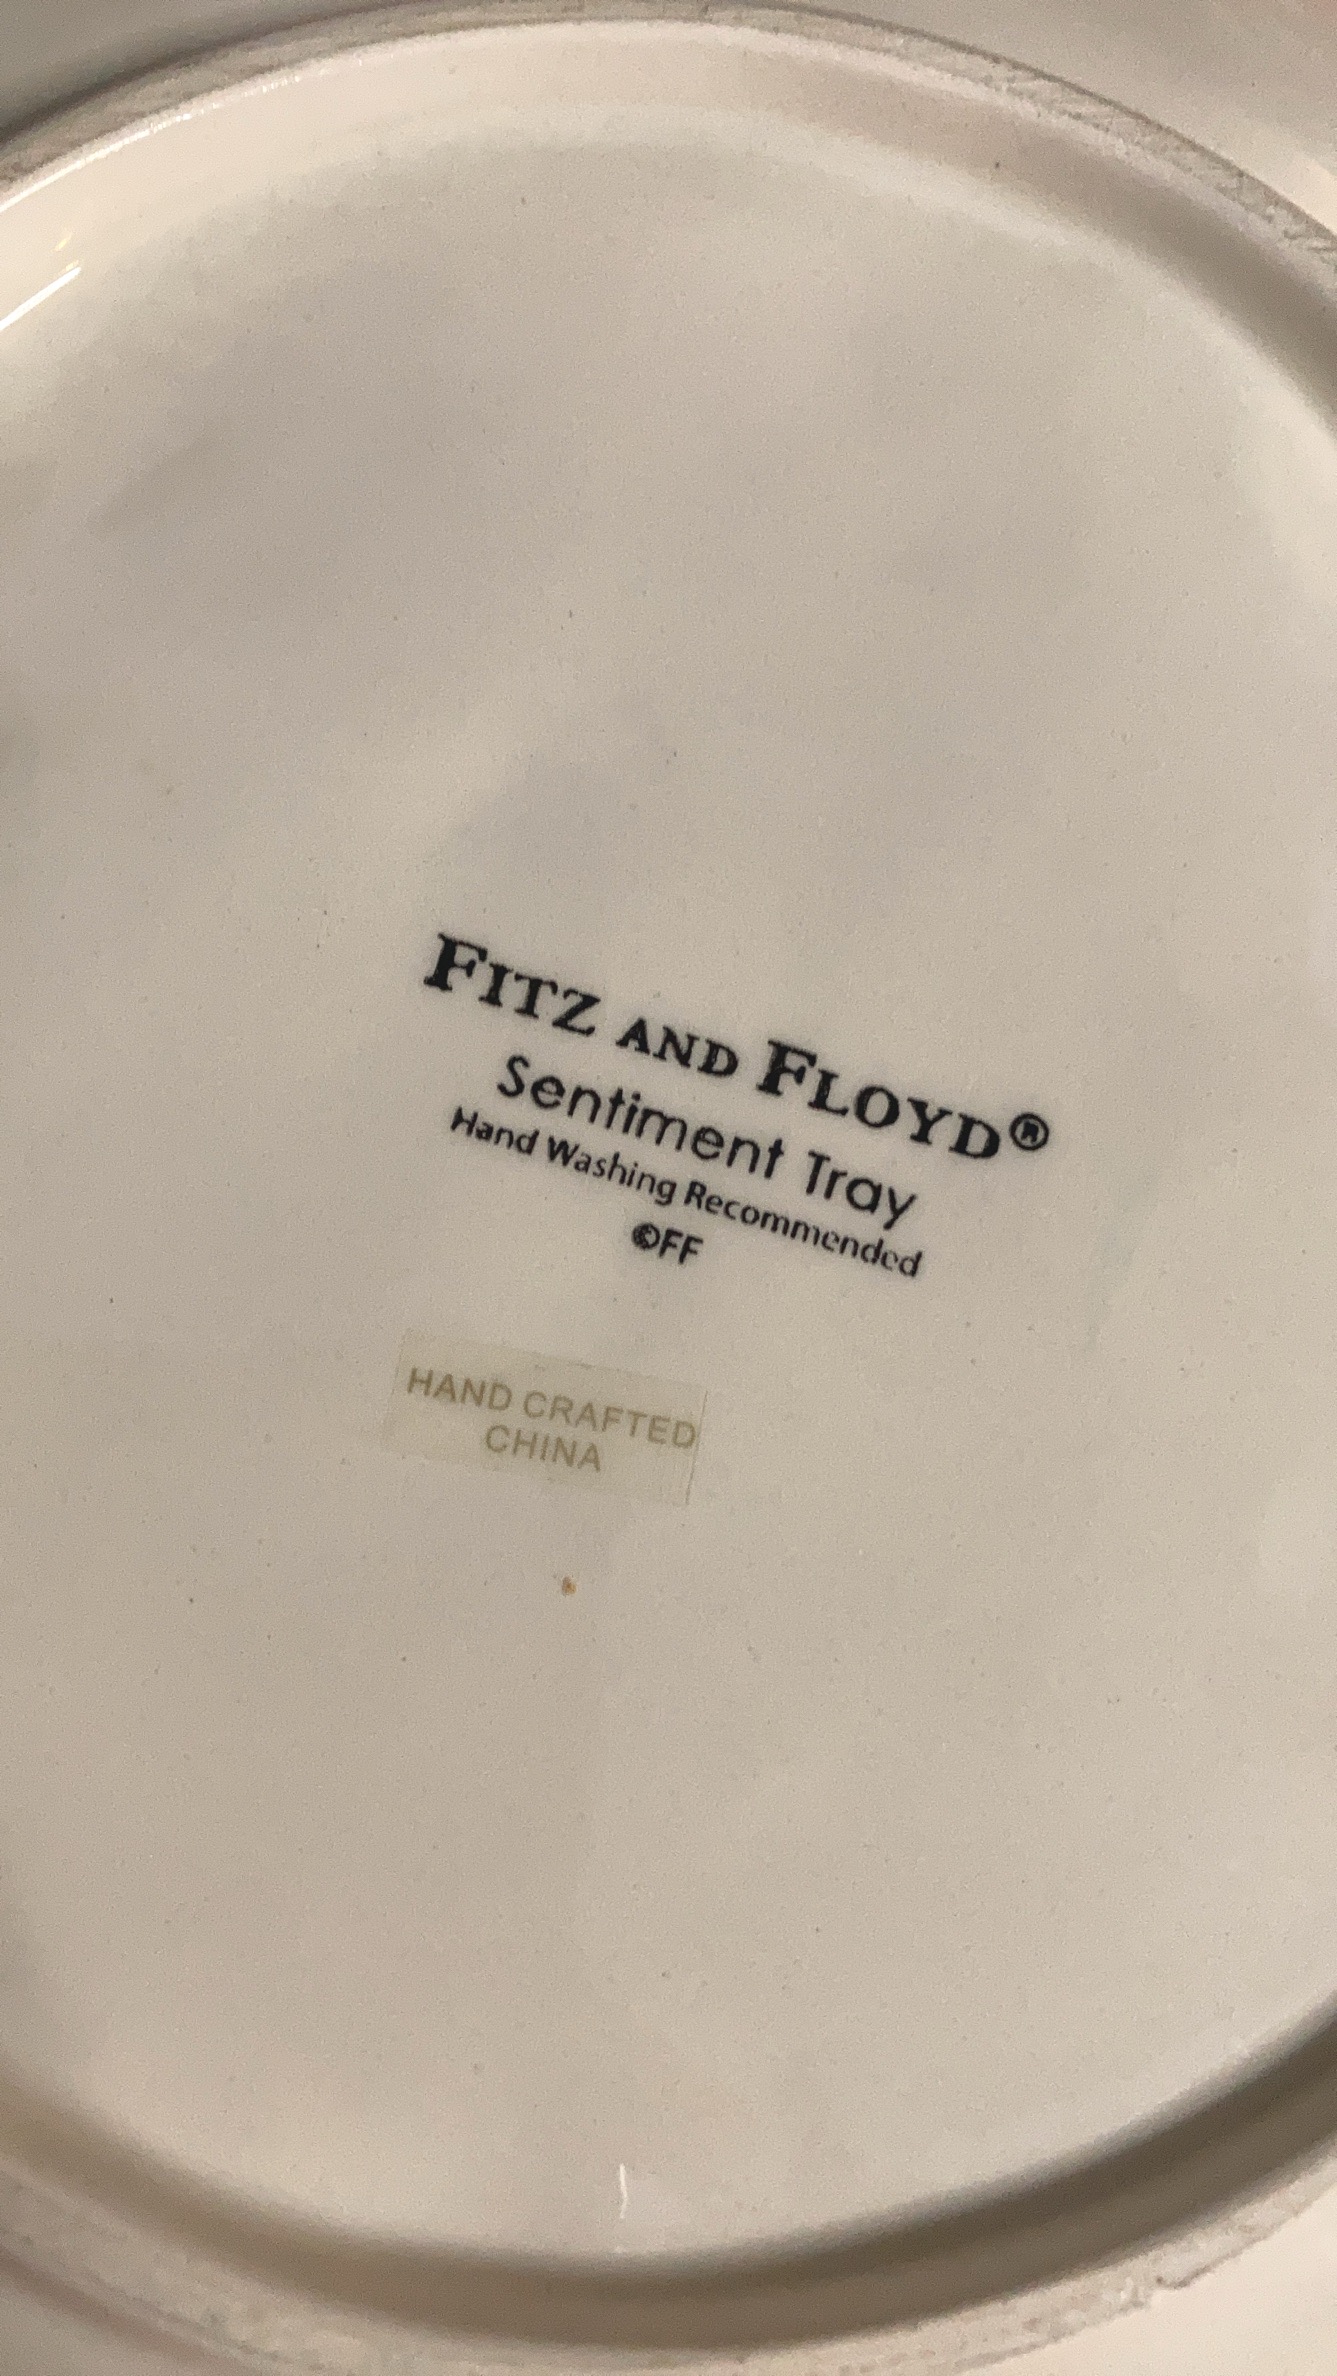 FITZ AND FLOYD®
Sentiment Tray
Hand Washing Recommended
©FF
HAND CRAFTED
CHINA